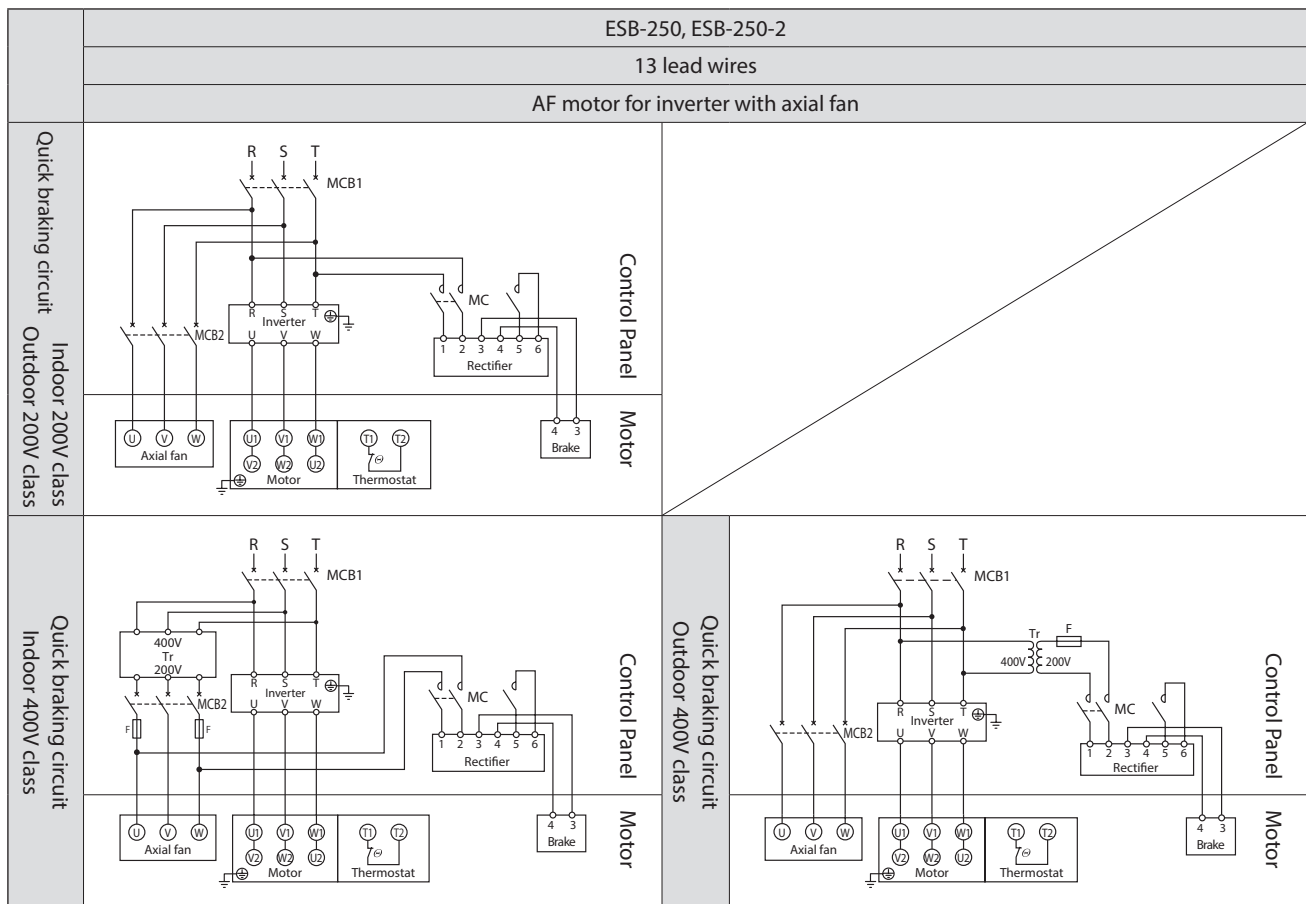 ESB-250, ESB-250-2
13 lead wires
AF motor for inverter with axial fan
Quick braking circuit
Indoor 200V class
Outdoor 200V class
R S T
MCB1
MC
R S T
Inverter
U V W
MCB2
1 2 3 4 5 6
Rectifier
Control Panel
U V W
Axial fan
U1 V1 W1
V2 W2 U2
Motor
T1 T2
Θ
Thermostat
4 3
Brake
Motor
Quick braking circuit
Indoor 400V class
R S T
MCB1
400V
Tr
200V
R S T
Inverter
U V W
MCB2
F F
MC
1 2 3 4 5 6
Rectifier
Control Panel
U V W
Axial fan
U1 V1 W1
V2 W2 U2
Motor
T1 T2
Θ
Thermostat
4 3
Brake
Motor
Quick braking circuit
Outdoor 400V class
R S T
MCB1
Tr F
400V 200V
MC
R S T
Inverter
U V W
MCB2
1 2 3 4 5 6
Rectifier
Control Panel
U V W
Axial fan
U1 V1 W1
V2 W2 U2
Motor
T1 T2
Θ
Thermostat
4 3
Brake
Motor